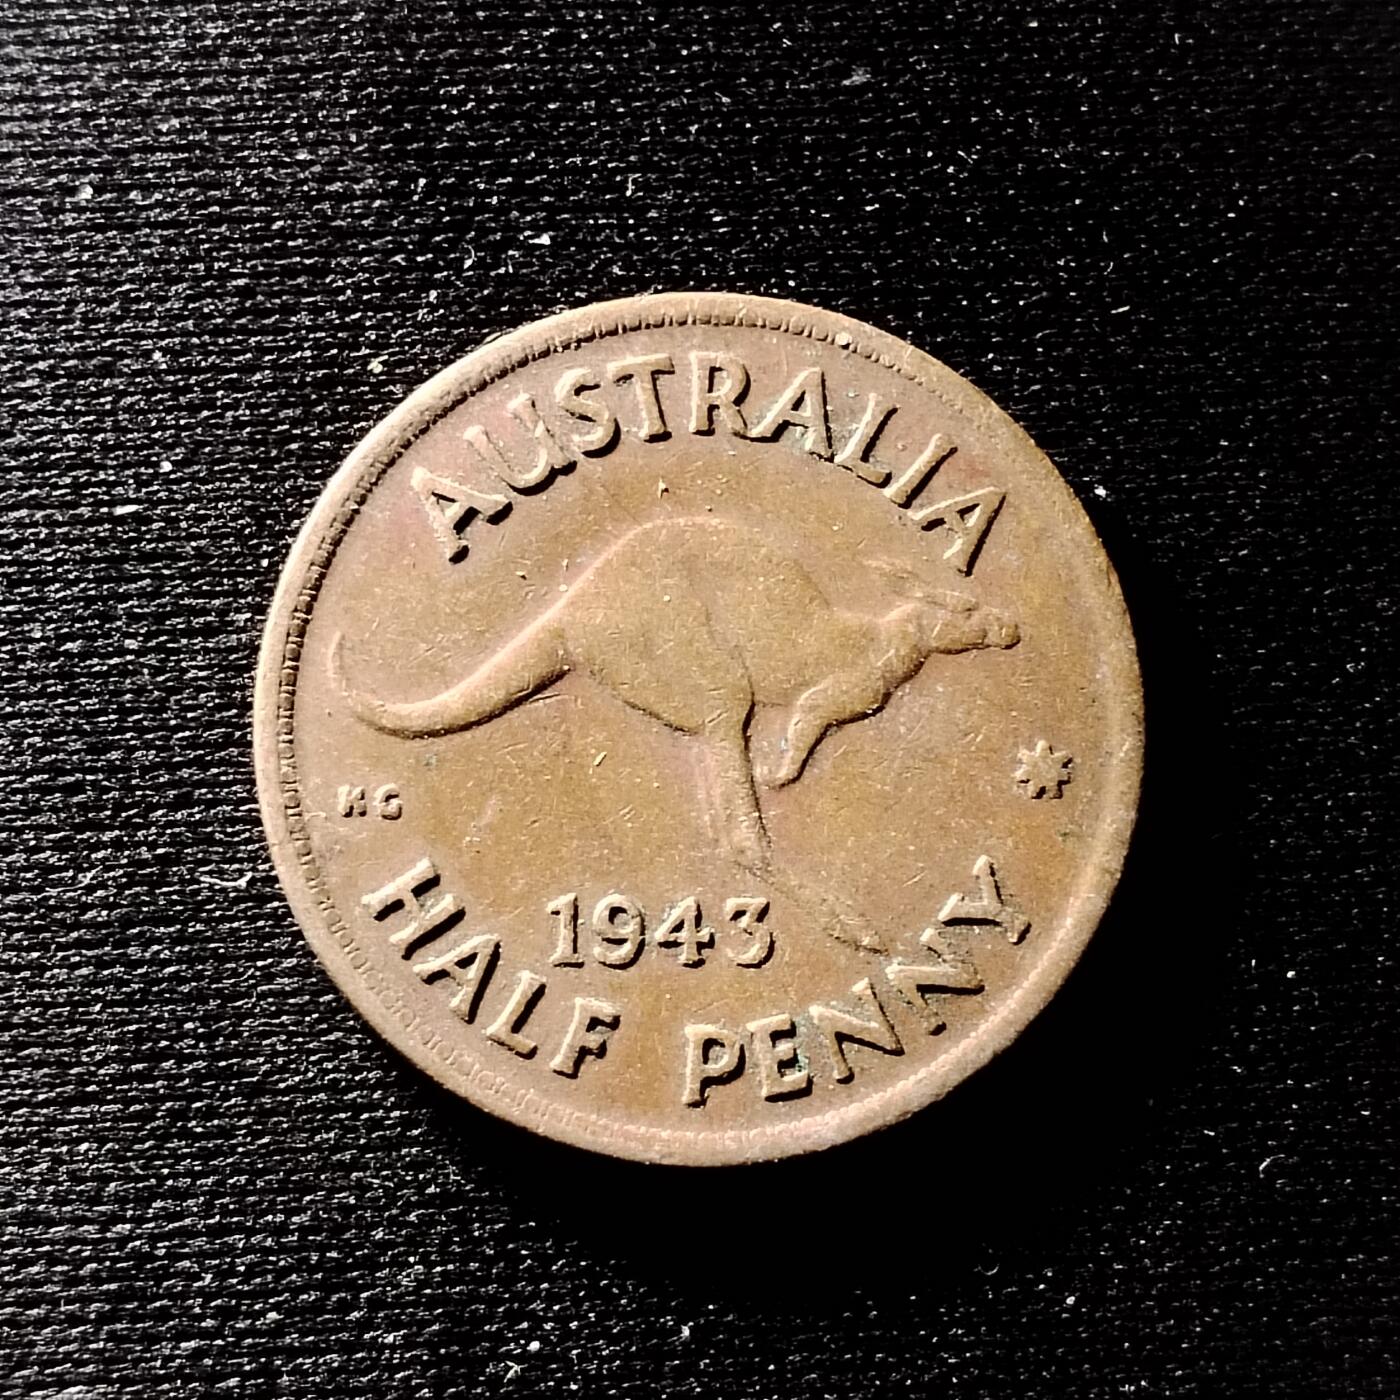 AUSTRALIA
KG
1943
HALF PENNY